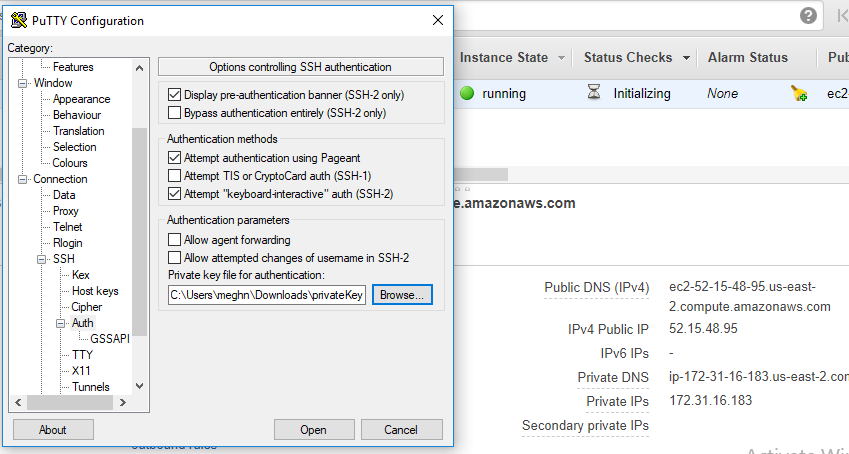 PuTTY Configuration
Category:
Features
Window
Appearance
Behaviour
Translation
Selection
Colours
Connection
Data
Proxy
Telnet
Rlogin
SSH
Kex
Host keys
Cipher
Auth
GSSAPI
TTY
X11
Tunnels
Options controlling SSH authentication
Display pre-authentication banner (SSH-2 only)
Bypass authentication entirely (SSH-2 only)
Authentication methods
Attempt authentication using Pageant
Attempt TIS or CryptoCard auth (SSH-1)
Attempt "keyboard-interactive" auth (SSH-2)
Authentication parameters
Allow agent forwarding
Allow attempted changes of username in SSH-2
Private key file for authentication:
C:\Users\meghn\Downloads\privateKey Browse...
About Open Cancel
Instance State Status Checks Alarm Status Pub
running Initializing None ec2
e.amazonaws.com
Public DNS (IPv4) ec2-52-15-48-95.us-east-
2.compute.amazonaws.com
IPv4 Public IP 52.15.48.95
IPv6 IPs -
Private DNS ip-172-31-16-183.us-east-2.com
Private IPs 172.31.16.183
Secondary private IPs
Activate Win